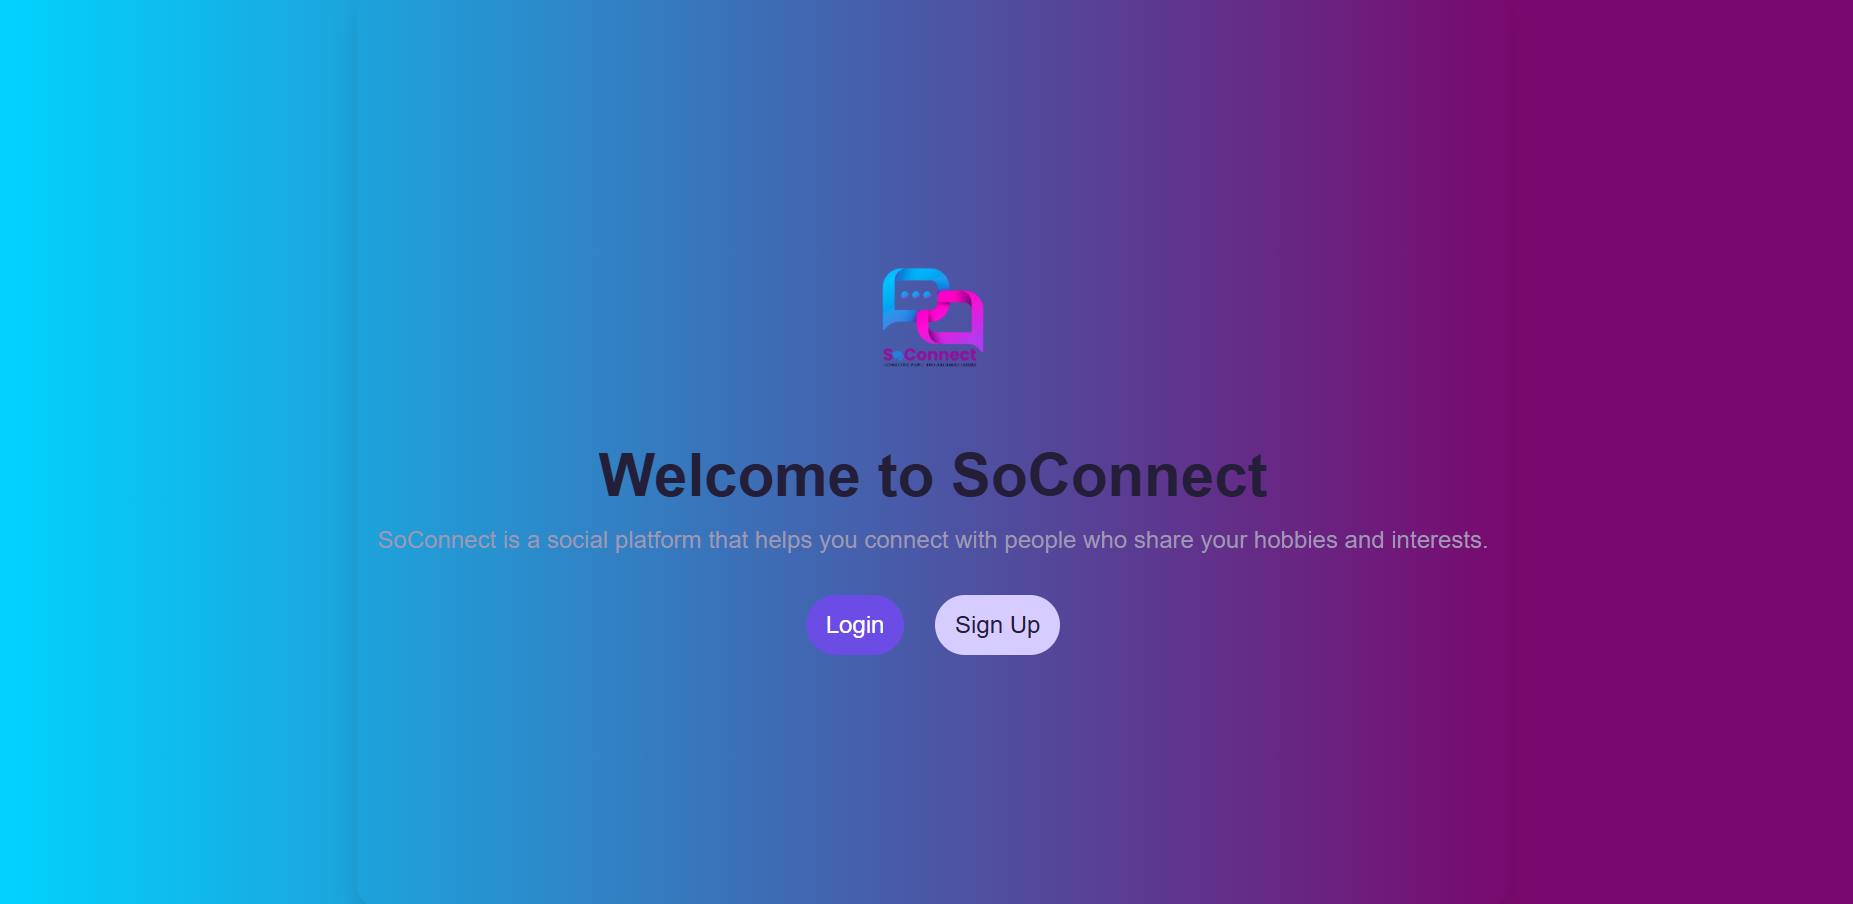 SoConnect
Welcome to SoConnect
SoConnect is a social platform that helps you connect with people who share your hobbies and interests.
Login
Sign Up